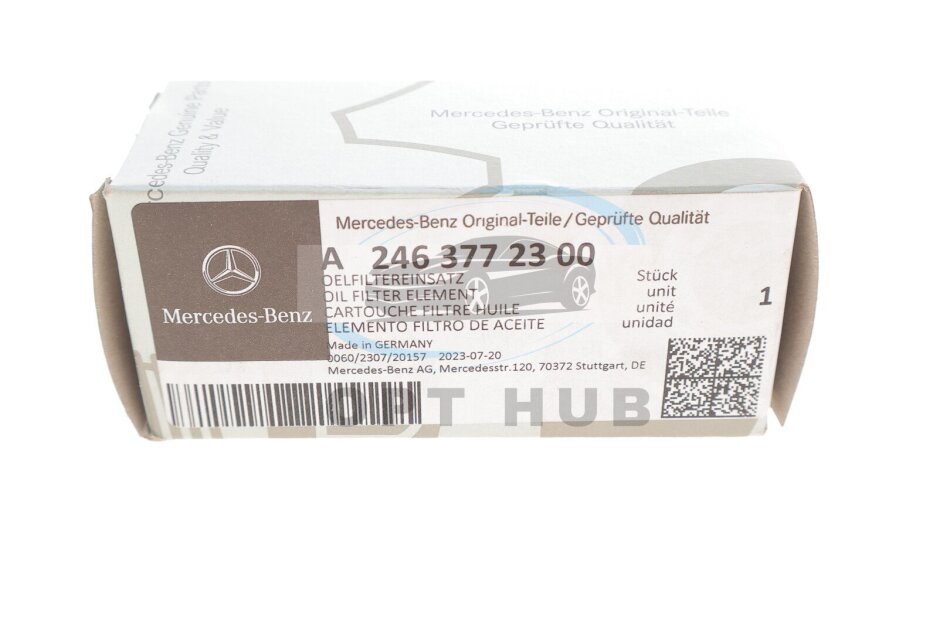 Mercedes-Benz Original-Teile
Geprüfte Qualität
cedes-Benz Genuine Parts
Quality & Value
Mercedes-Benz Original-Teile/Geprüfte Qualität
A 246 377 23 00
OELFILTEREINSATZ
OIL FILTER ELEMENT
CARTOUCHE FILTRE HUILE
ELEMENTO FILTRO DE ACEITE
Stück
unit
unité
unidad
1
Mercedes-Benz
Made in GERMANY
0060/2307/20157 2023-07-20
Mercedes-Benz AG, Mercedesstr.120, 70372 Stuttgart, DE
OPT HUB